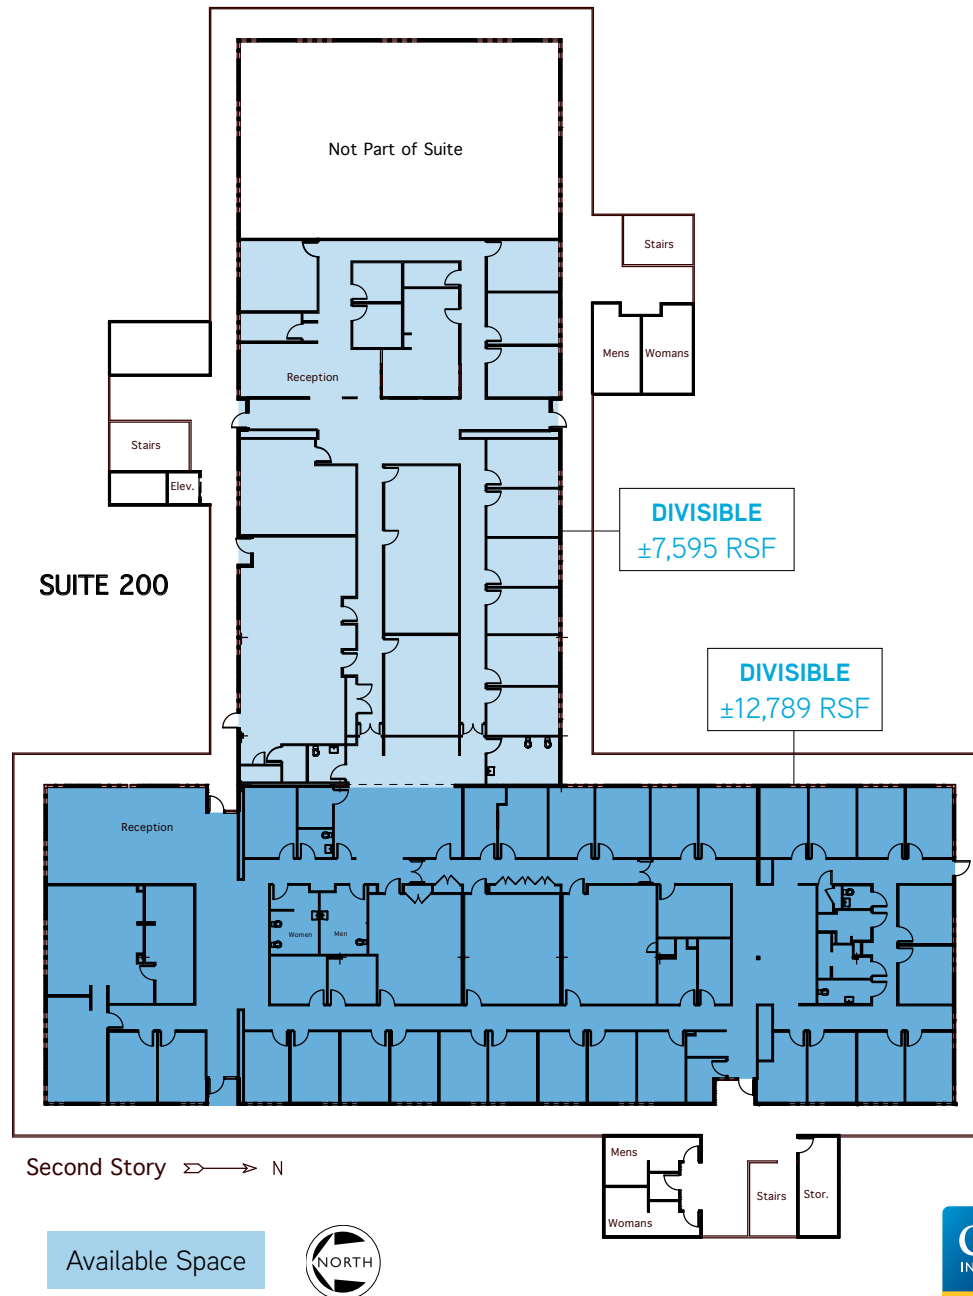 Not Part of Suite
Stairs
Mens
Womans
Reception
Stairs
Elev.
DIVISIBLE
±7,595 RSF
SUITE 200
DIVISIBLE
±12,789 RSF
Reception
Women
Men
Second Story
N
Mens
Womans
Stairs
Stor.
Available Space
NORTH